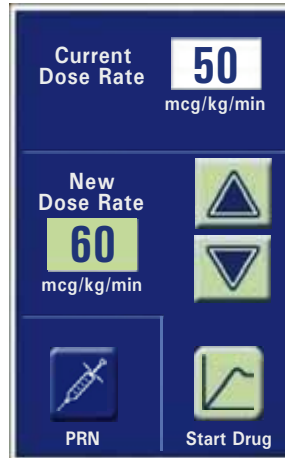 Current
Dose Rate
50
mcg/kg/min
New
Dose Rate
60
mcg/kg/min
PRN
Start Drug